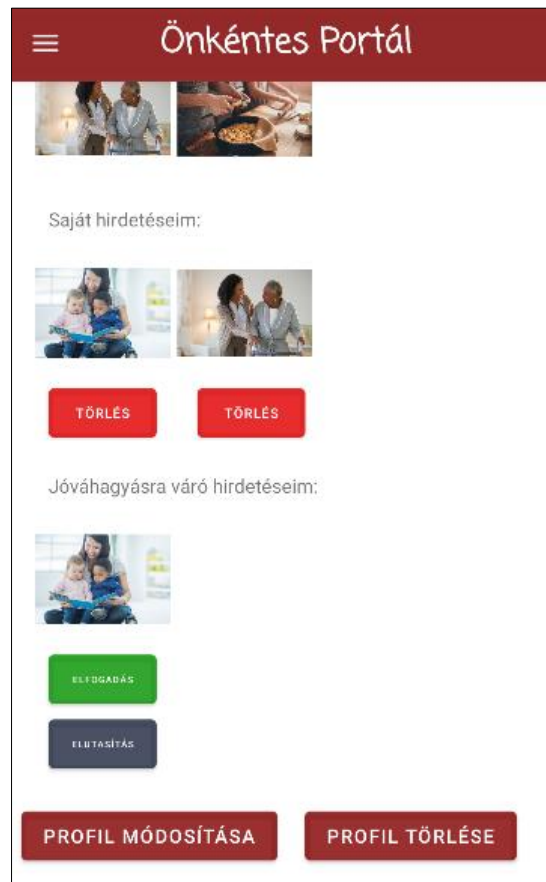 Önkéntes Portál
Saját hirdetéseim:
TÖRLÉS TÖRLÉS
Jóváhagyásra váró hirdetéseim:
ELFOGADÁS
ELUTASÍTÁS
PROFIL MÓDOSÍTÁSA PROFIL TÖRLÉSE